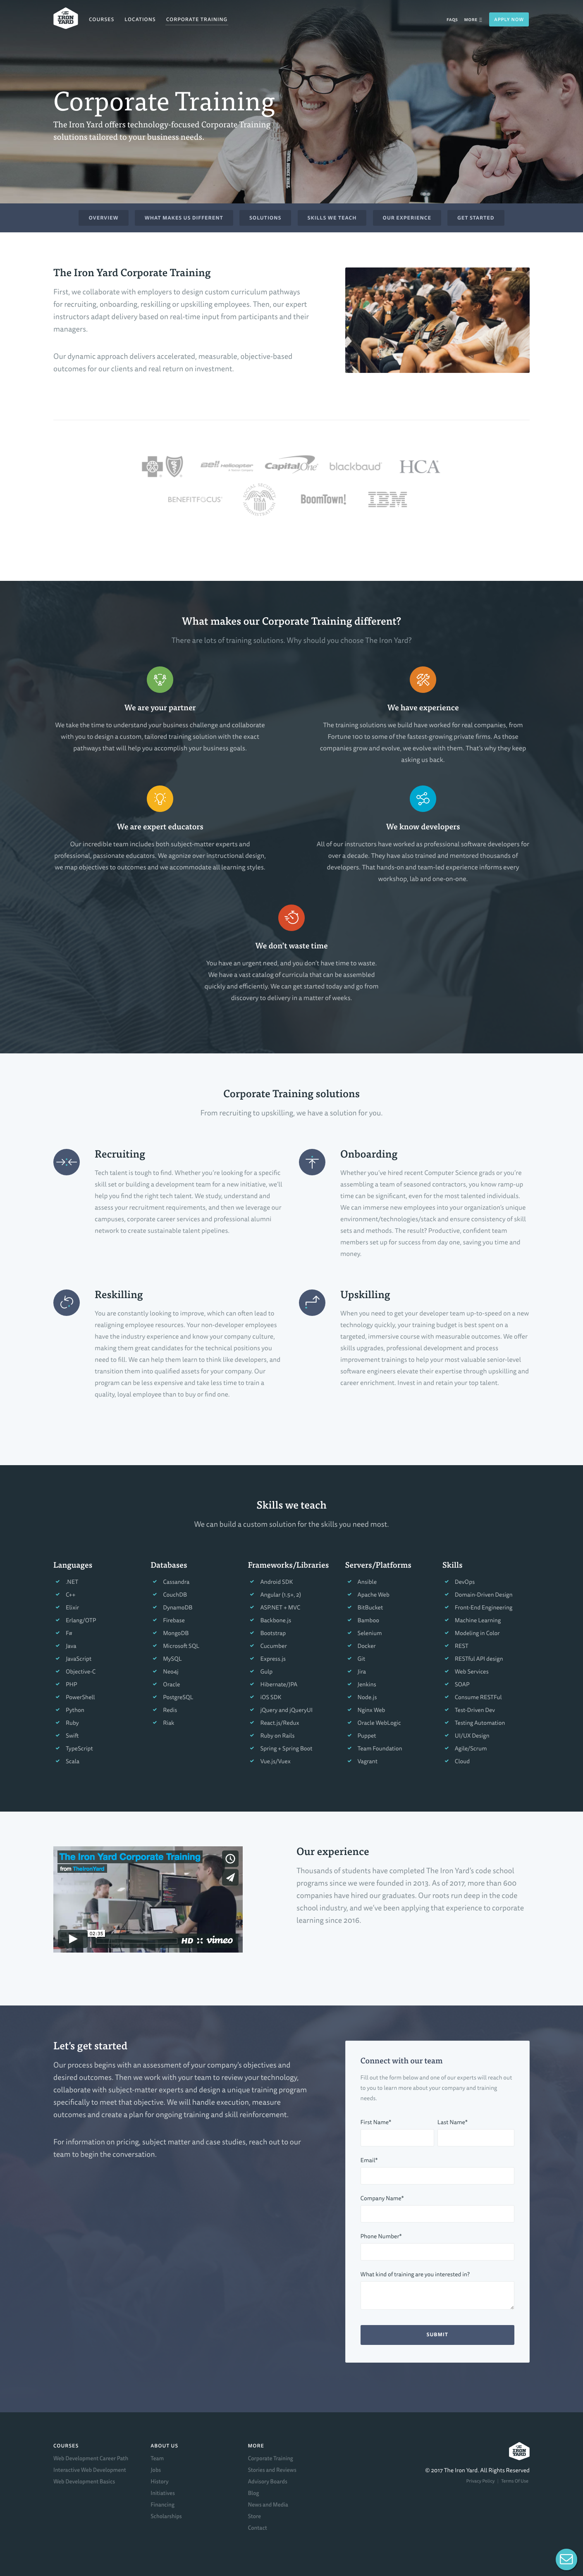 THE IRON YARD
COURSES LOCATIONS CORPORATE TRAINING FAQS MORE APPLY NOW
Corporate Training
The Iron Yard offers technology-focused Corporate Training
solutions tailored to your business needs.
OVERVIEW WHAT MAKES US DIFFERENT SOLUTIONS SKILLS WE TEACH OUR EXPERIENCE GET STARTED
The Iron Yard Corporate Training
First, we collaborate with employers to design custom curriculum pathways
for recruiting, onboarding, reskilling or upskilling employees. Then, our expert
instructors adapt delivery based on real-time input from participants and their
managers.
Our dynamic approach delivers accelerated, measurable, objective-based
outcomes for our clients and real return on investment.
Bell Helicopter CapitalOne blackbaud HCA
BENEFITFOCUS SOCIAL SECURITY ADMINISTRATION USA BoomTown! IBM
What makes our Corporate Training different?
There are lots of training solutions. Why should you choose The Iron Yard?
We are your partner
We take the time to understand your business challenge and collaborate
with you to design a custom, tailored training solution with the exact
pathways that will help you accomplish your business goals.
We have experience
The training solutions we build have worked for real companies, from
Fortune 100 to some of the fastest-growing private firms. As those
companies grow and evolve, we evolve with them. That's why they keep
asking us back.
We are expert educators
Our incredible team includes both subject-matter experts and
professional, passionate educators. We agonize over instructional design,
we map objectives to outcomes and we accommodate all learning styles.
We know developers
All of our instructors have worked as professional software developers for
over a decade. They have also trained and mentored thousands of
developers. That hands-on and team-led experience informs every
workshop, lab and one-on-one.
We don't waste time
You have an urgent need, and you don't have time to waste.
We have a vast catalog of curricula that can be assembled
quickly and efficiently. We can get started today and go from
discovery to delivery in a matter of weeks.
Corporate Training solutions
From recruiting to upskilling, we have a solution for you.
Recruiting
Tech talent is tough to find. Whether you're looking for a specific
skill set or building a development team for a new initiative, we'll
help you find the right tech talent. We study, understand and
assess your recruitment requirements, and then we leverage our
campuses, corporate career services and professional alumni
network to create sustainable talent pipelines.
Onboarding
Whether you've hired recent Computer Science grads or you're
assembling a team of seasoned contractors, you know ramp-up
time can be significant, even for the most talented individuals.
We can immerse new employees into your organization's unique
environment/technologies/stack and ensure consistency of skill
sets and methods. The result? Productive, confident team
members set up for success from day one, saving you time and
money.
Reskilling
You are constantly looking to improve, which can often lead to
realigning employee resources. Your non-developer employees
have the industry experience and know your company culture,
making them great candidates for the technical positions you
need to fill. We can help them learn to think like developers, and
transition them into qualified assets for your company. Our
program can be less expensive and take less time to train a
quality, loyal employee than to buy or find one.
Upskilling
When you need to get your developer team up-to-speed on a new
technology quickly, your training budget is best spent on a
targeted, immersive course with measurable outcomes. We offer
skills upgrades, professional development and process
improvement trainings to help your most valuable senior-level
software engineers elevate their expertise through upskilling and
career enrichment. Invest in and retain your top talent.
Skills we teach
We can build a custom solution for the skills you need most.
Languages
.NET
C++
Elixir
Erlang/OTP
F#
Java
JavaScript
Objective-C
PHP
PowerShell
Python
Ruby
Swift
TypeScript
Scala
Databases
Cassandra
CouchDB
DynamoDB
Firebase
MongoDB
Microsoft SQL
MySQL
Neo4j
Oracle
PostgreSQL
Redis
Riak
Frameworks/Libraries
Android SDK
Angular (1.5+, 2)
ASP.NET + MVC
Backbone.js
Bootstrap
Cucumber
Express.js
Gulp
Hibernate/JPA
iOS SDK
jQuery and jQueryUI
React.js/Redux
Ruby on Rails
Spring + Spring Boot
Vue.js/Vuex
Servers/Platforms
Ansible
Apache Web
BitBucket
Bamboo
Selenium
Docker
Git
Jira
Jenkins
Node.js
Nginx Web
Oracle WebLogic
Puppet
Team Foundation
Vagrant
Skills
DevOps
Domain-Driven Design
Front-End Engineering
Machine Learning
Modeling in Color
REST
RESTful API design
Web Services
SOAP
Consume RESTFul
Test-Driven Dev
Testing Automation
UI/UX Design
Agile/Scrum
Cloud
The Iron Yard Corporate Training
from TheIronYard
02:35
HD vimeo
Our experience
Thousands of students have completed The Iron Yard's code school
programs since we were founded in 2013. As of 2017, more than 600
companies have hired our graduates. Our roots run deep in the code
school industry, and we've been applying that experience to corporate
learning since 2016.
Let's get started
Our process begins with an assessment of your company's objectives and
desired outcomes. Then we work with your team to review your technology,
collaborate with subject-matter experts and design a unique training program
specifically to meet that objective. We will handle execution, measure
outcomes and create a plan for ongoing training and skill reinforcement.
For information on pricing, subject matter and case studies, reach out to our
team to begin the conversation.
Connect with our team
Fill out the form below and one of our experts will reach out
to you to learn more about your company and training
needs.
First Name* Last Name*
Email*
Company Name*
Phone Number*
What kind of training are you interested in?
SUBMIT
COURSES
Web Development Career Path
Interactive Web Development
Web Development Basics
ABOUT US
Team
Jobs
History
Initiatives
Financing
Scholarships
MORE
Corporate Training
Stories and Reviews
Advisory Boards
Blog
News and Media
Store
Contact
THE IRON YARD
© 2017 The Iron Yard. All Rights Reserved
Privacy Policy | Terms Of Use